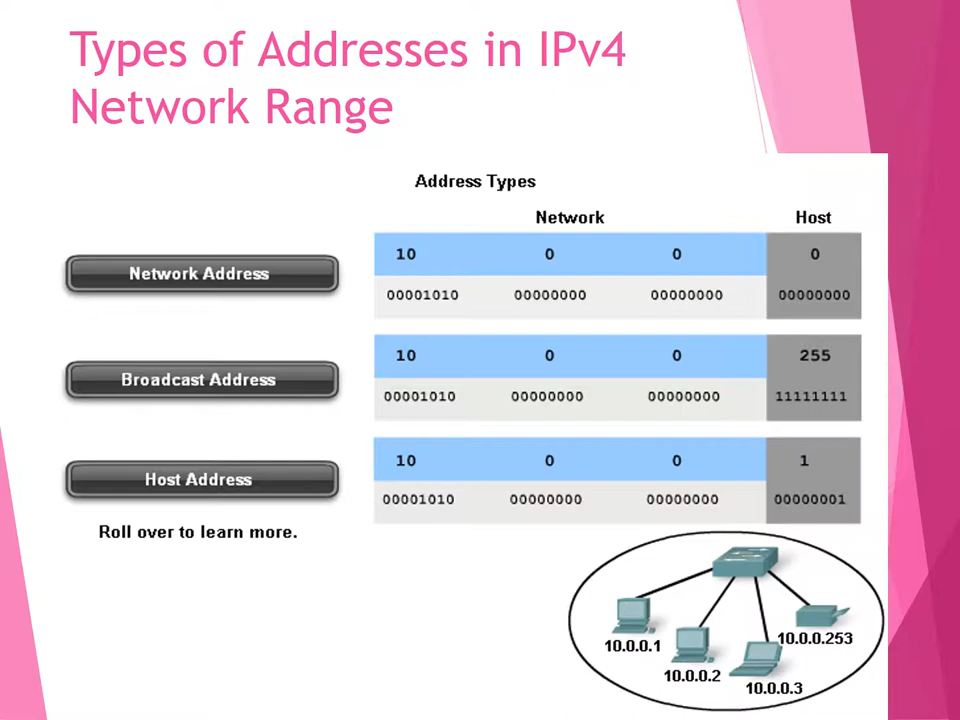 Types of Addresses in IPv4
Network Range
Address Types
Network Host
Network Address
10 0 0 0
00001010 00000000 00000000 00000000
Broadcast Address
10 0 0 255
00001010 00000000 00000000 11111111
Host Address
10 0 0 1
00001010 00000000 00000000 00000001
Roll over to learn more.
10.0.0.1
10.0.0.2
10.0.0.3
10.0.0.253